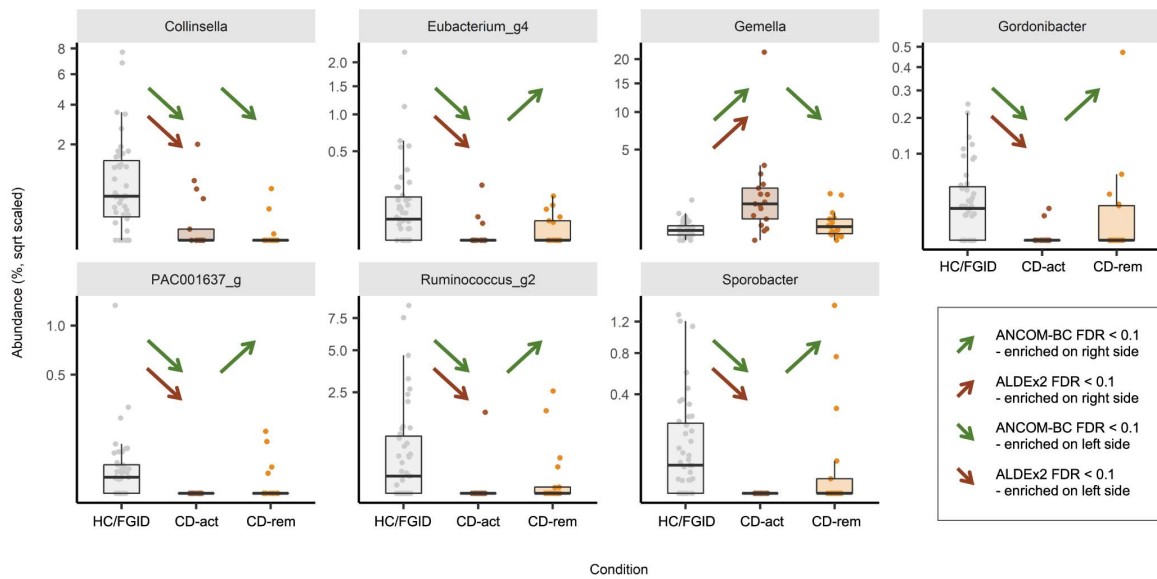 Collinsella
Eubacterium_g4
Gemella
Gordonibacter
8
6
4
2
2.0
1.5
1.0
0.5
20
15
10
5
0.5
0.4
0.3
0.2
0.1
HC/FGID CD-act CD-rem
Abundance (%, sqrt scaled)
PAC001637_g
Ruminococcus_g2
Sporobacter
1.0
0.5
7.5
5.0
2.5
1.2
0.8
0.4
HC/FGID CD-act CD-rem
HC/FGID CD-act CD-rem
HC/FGID CD-act CD-rem
ANCOM-BC FDR < 0.1
- enriched on right side
ALDEx2 FDR < 0.1
- enriched on right side
ANCOM-BC FDR < 0.1
- enriched on left side
ALDEx2 FDR < 0.1
- enriched on left side
Condition